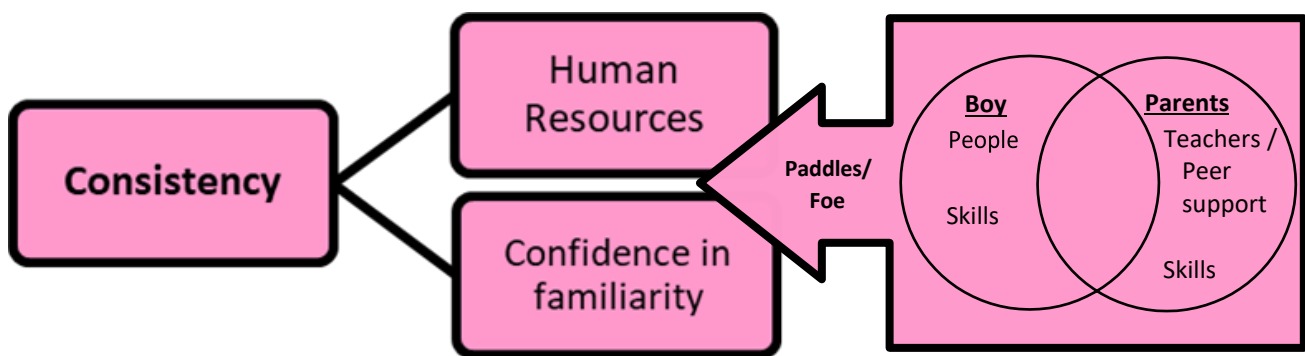 Consistency
Human
Resources
Confidence in
familiarity
Paddles/
Foe
Boy
People
Skills
Parents
Teachers /
Peer
support
Skills